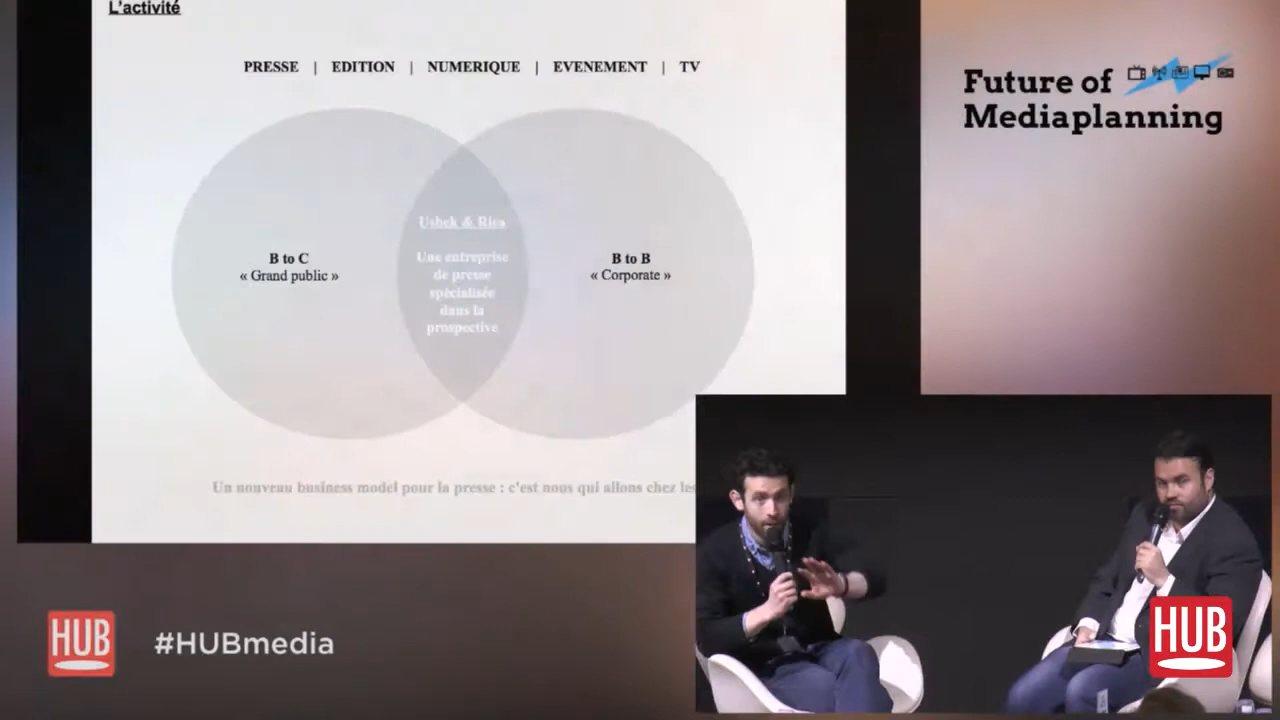 L'activité
PRESSE | EDITION | NUMERIQUE | EVENEMENT | TV
Future of
Mediaplanning
Usbek & Rica
Une entreprise
de presse
spécialisée
dans la
prospective
B to C
« Grand public »
B to B
« Corporate »
Un nouveau business model pour la presse : c'est nous qui allons chez les
HUB
#HUBmedia
HUB